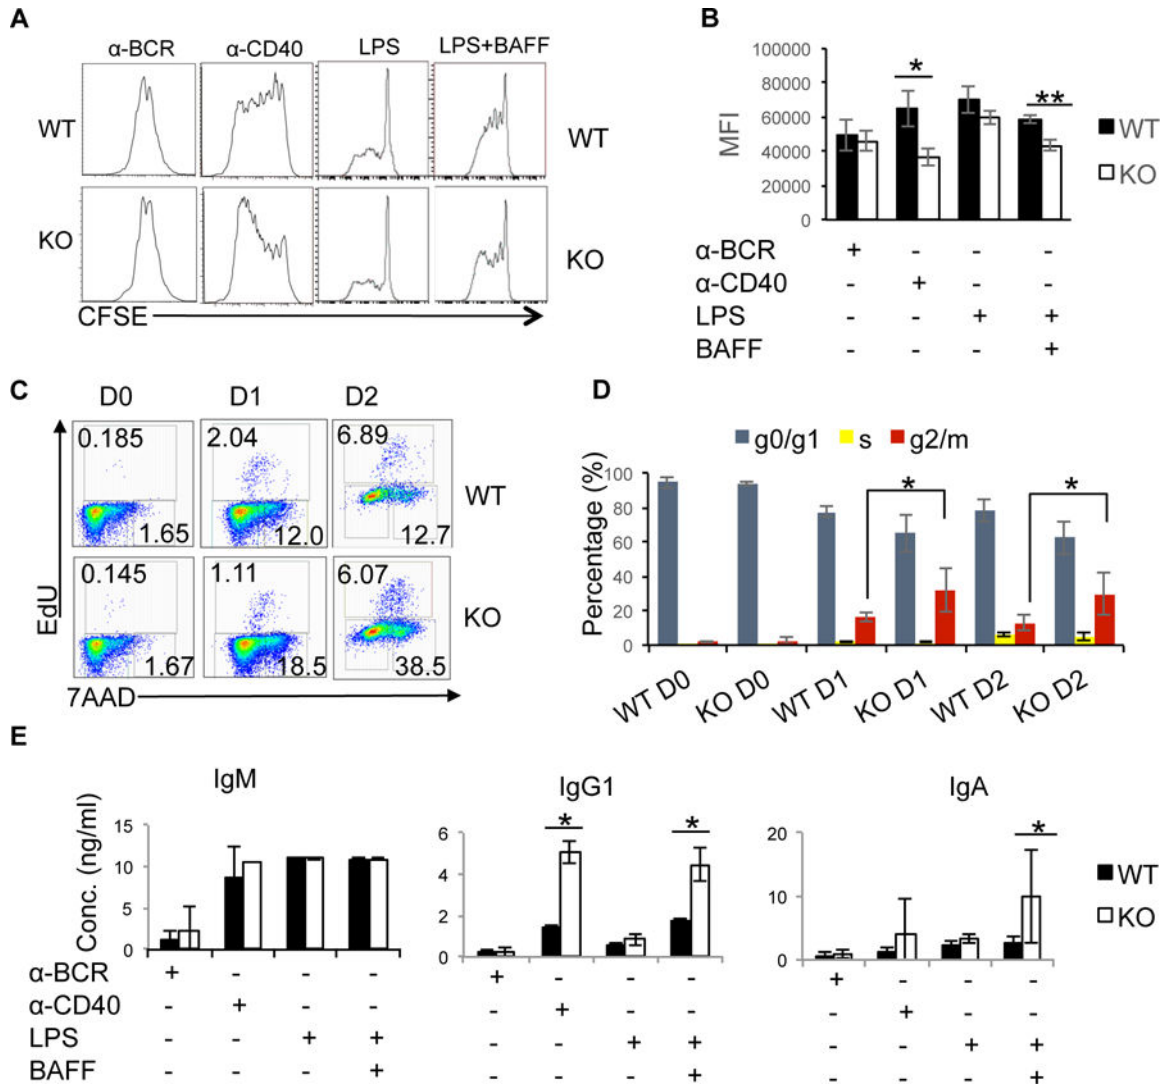 A
α-BCR α-CD40 LPS LPS+BAFF
WT WT
KO KO
CFSE
B
100000
80000
60000
40000
20000
0
MFI
* **
WT
KO
α-BCR + - - -
α-CD40 - + - -
LPS - - + +
BAFF - - - +
C
D0 D1 D2
0.185 2.04 6.89
WT
1.65 12.0 12.7
0.145 1.11 6.07
KO
1.67 18.5 38.5
EdU
7AAD
D
g0/g1 s g2/m
Percentage (%)
100
80
60
40
20
0
* *
WT D0 KO D0 WT D1 KO D1 WT D2 KO D2
E
IgM
Conc. (ng/ml)
15
10
5
0
α-BCR + - - -
α-CD40 - + - -
LPS - - + +
BAFF - - - +
IgG1
6
4
2
0
* *
+ - - -
- + - -
- - + +
- - - +
IgA
20
10
0
*
WT
KO
+ - - -
- + - -
- - + +
- - - +